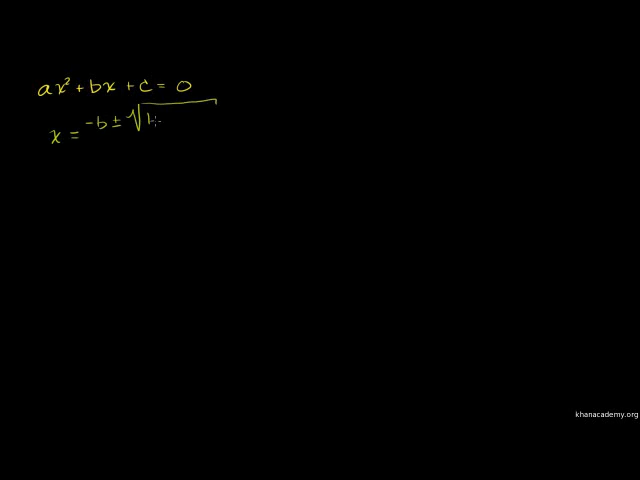 ax² + bx + c = 0
x = -b ± √
khanacademy.org